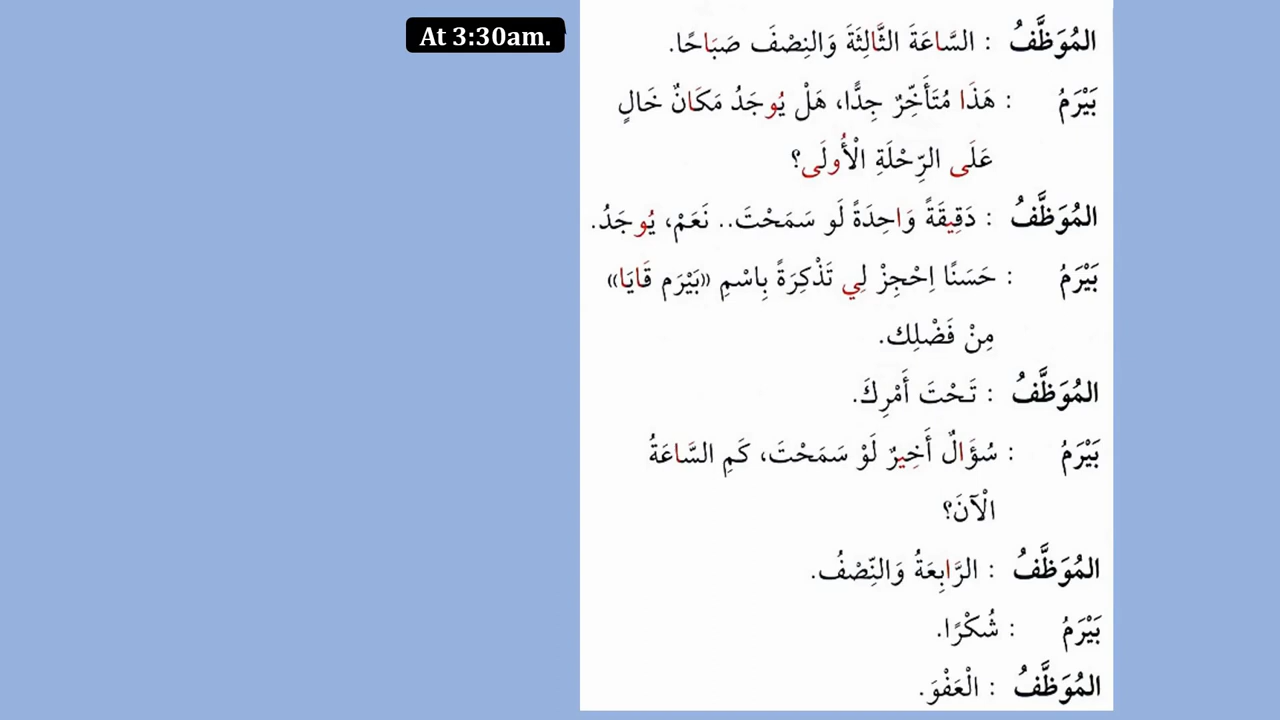 At 3:30am.
المُوَظَّفُ : السَّاعَةَ الثَّالِثَةَ وَالنِصْفَ صَبَاحًا.
بَيْرَمُ : هَذَا مُتَأَخِّرٌ جِدًّا، هَلْ يُوجَدُ مَكَانٌ خَالٍ
عَلَى الرِّحْلَةِ الْأُولَى؟
المُوَظَّفُ : دَقِيقَةً وَاحِدَةً لَو سَمَحْتَ.. نَعَمْ، يُوجَدُ.
بَيْرَمُ : حَسَنًا اِحْجِزْ لِي تَذْكِرَةً بِاسْمِ «بَيْرَم قَايَا»
مِنْ فَضْلِك.
المُوَظَّفُ : تَحْتَ أَمْرِكَ.
بَيْرَمُ : سُؤَالٌ أَخِيرٌ لَوْ سَمَحْتَ، كَمِ السَّاعَةُ
الْآنَ؟
المُوَظَّفُ : الرَّابِعَةُ وَالنِّصْفُ.
بَيْرَمُ : شُكْرًا.
المُوَظَّفُ : الْعَفْوَ.